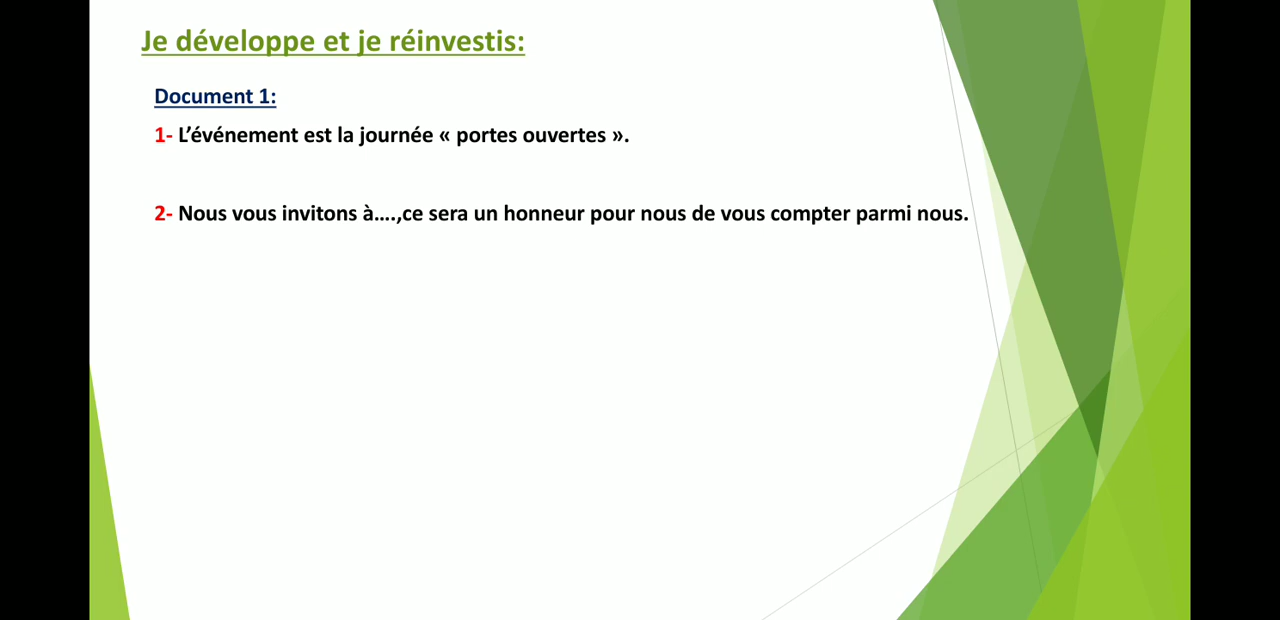 Je développe et je réinvestis:
Document 1:
1- L’événement est la journée « portes ouvertes ».
2- Nous vous invitons à….,ce sera un honneur pour nous de vous compter parmi nous.